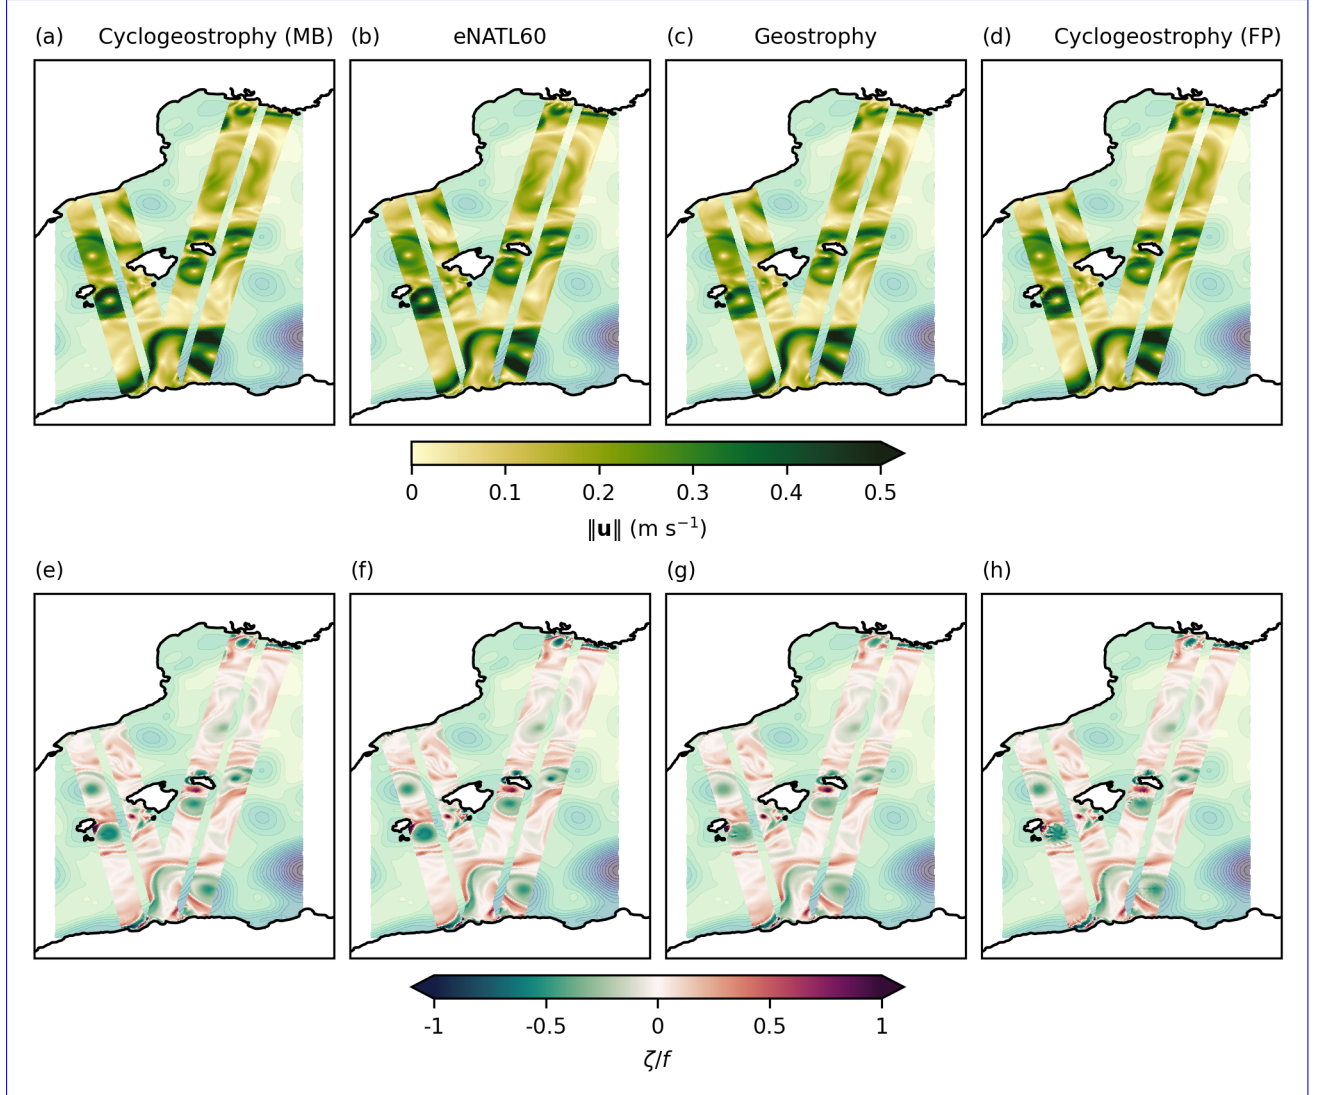 (a) Cyclogeostrophy (MB) (b) eNATL60 (c) Geostrophy (d) Cyclogeostrophy (FP)
0 0.1 0.2 0.3 0.4 0.5
‖u‖ (m s⁻¹)
(e) (f) (g) (h)
-1 -0.5 0 0.5 1
ζ/f